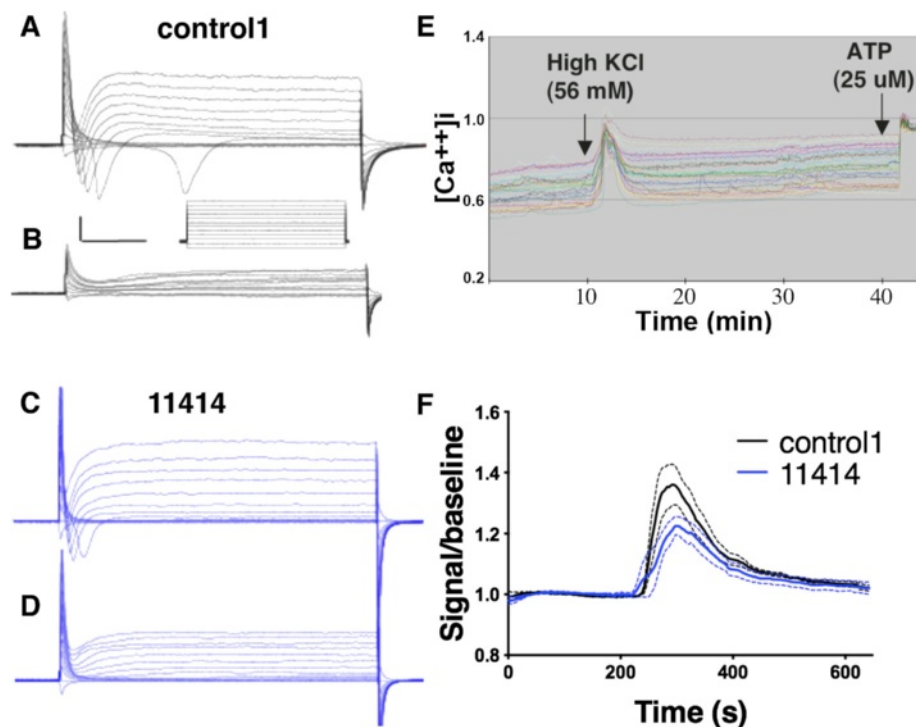 A
control1
B
C
11414
D
E
1.4
High KCl
(56 mM)
ATP
(25 uM)
1.0
0.6
0.2
[Ca++]i
10
20
30
40
Time (min)
F
1.6
control1
11414
1.4
1.2
1.0
0.8
Signal/baseline
0
200
400
600
Time (s)